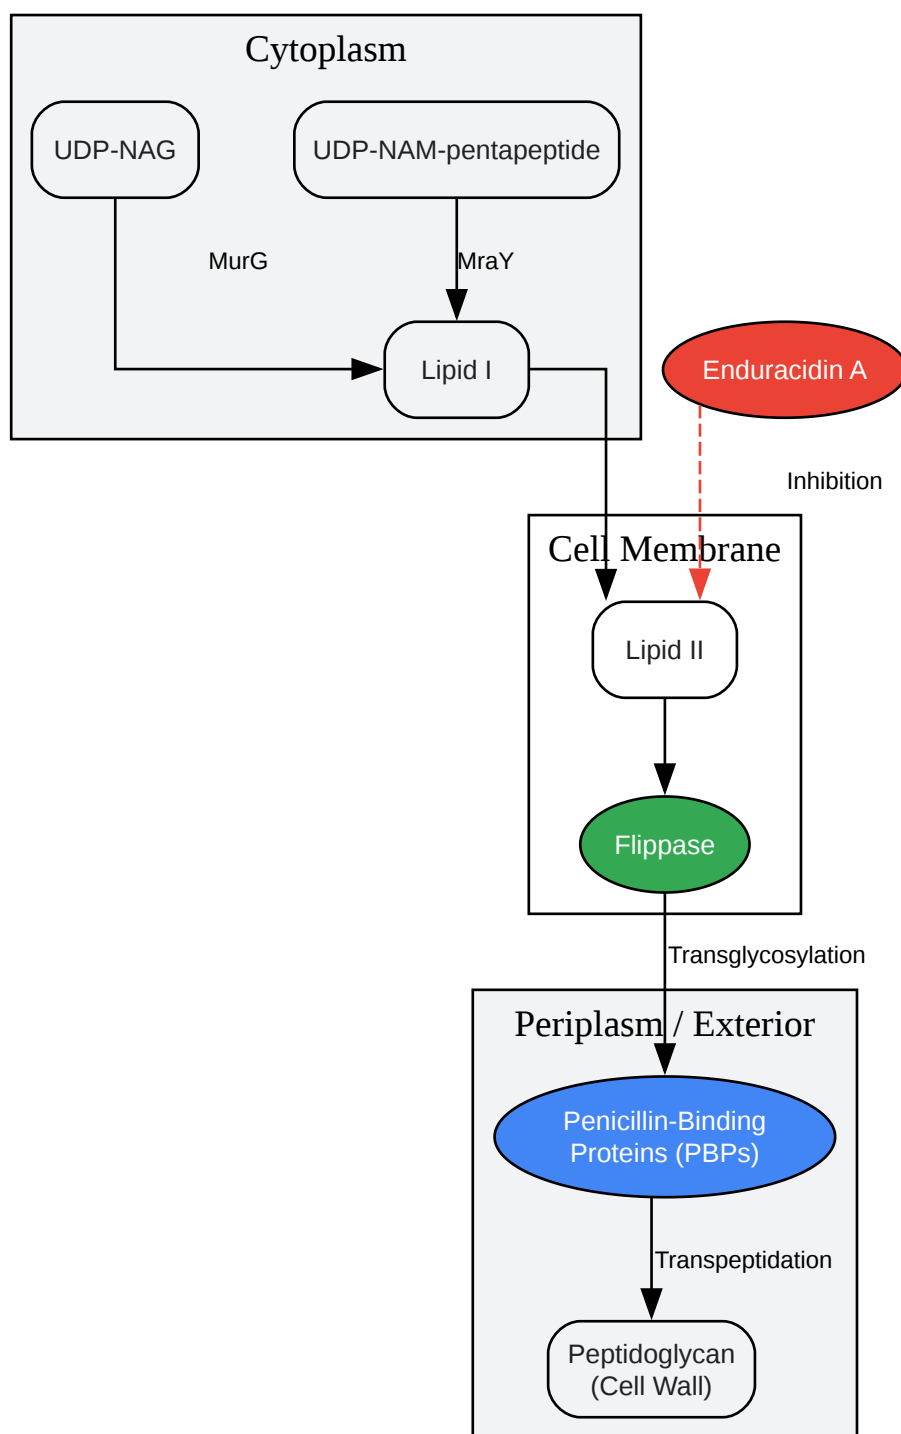 Cytoplasm
UDP-NAG
UDP-NAM-pentapeptide
MurG
MraY
Lipid I
Enduracidin A
Inhibition
Cell Membrane
Lipid II
Flippase
Transglycosylation
Periplasm / Exterior
Penicillin-Binding
Proteins (PBPs)
Transpeptidation
Peptidoglycan
(Cell Wall)